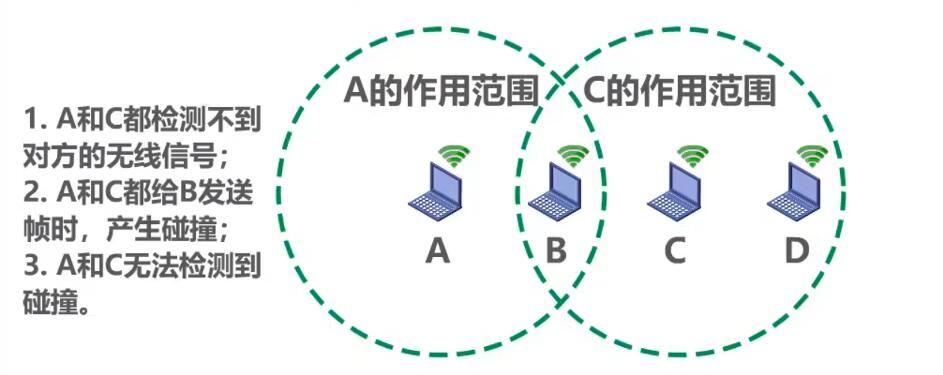 A的作用范围
C的作用范围
1. A和C都检测不到
对方的无线信号；
2. A和C都给B发送
帧时，产生碰撞；
3. A和C无法检测到
碰撞。
A
B
C
D